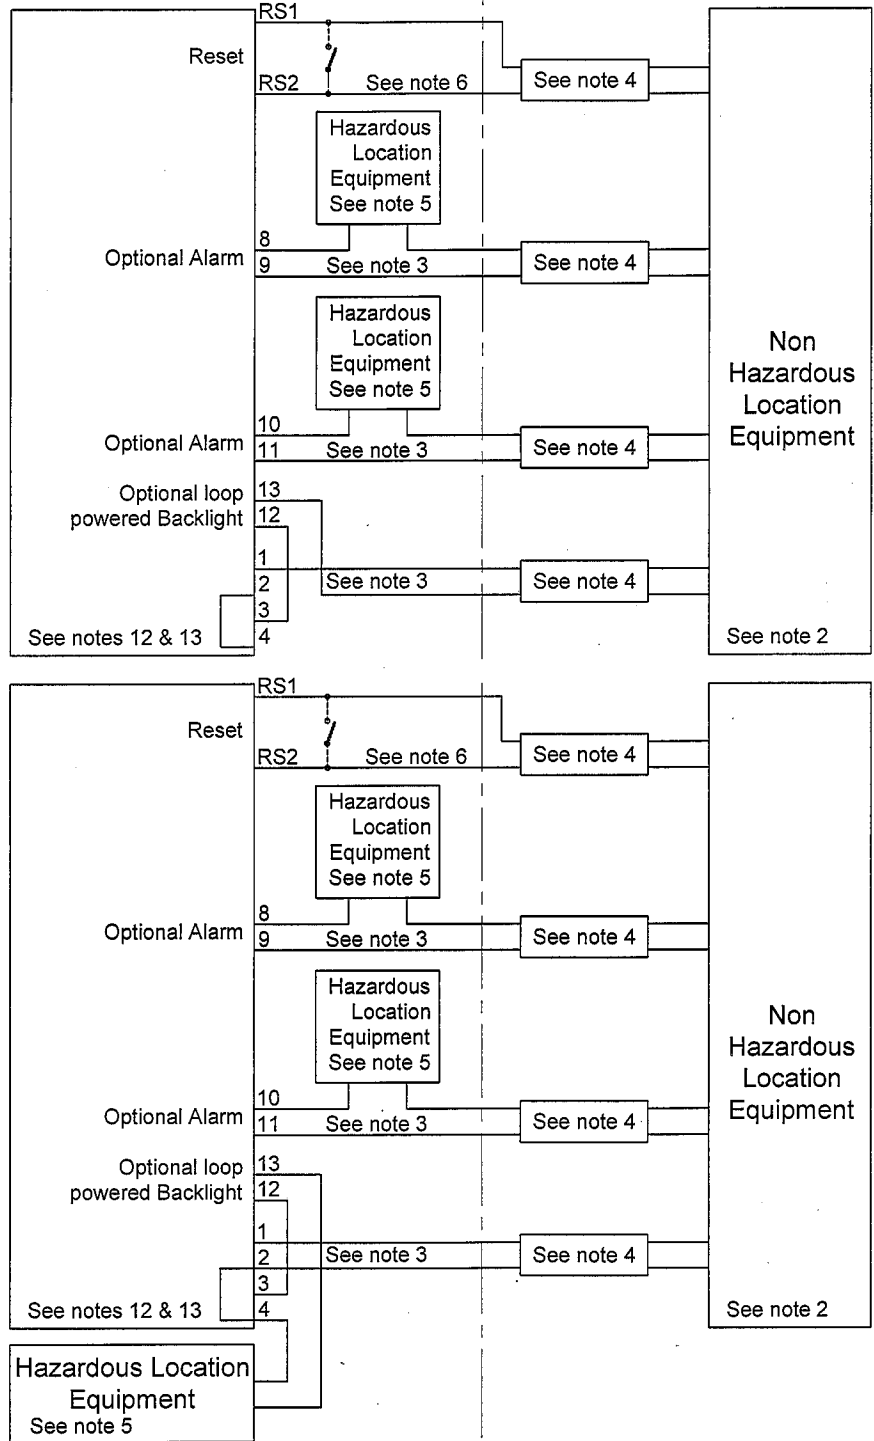 RS1
Reset
RS2
See note 6
See note 4
Hazardous
Location
Equipment
See note 5
8
Optional Alarm
9
See note 3
See note 4
Hazardous
Location
Equipment
See note 5
10
Optional Alarm
11
See note 3
See note 4
Non
Hazardous
Location
Equipment
Optional loop
powered Backlight
13
12
1
2
3
4
See note 3
See note 4
See notes 12 & 13
See note 2
RS1
Reset
RS2
See note 6
See note 4
Hazardous
Location
Equipment
See note 5
8
Optional Alarm
9
See note 3
See note 4
Hazardous
Location
Equipment
See note 5
10
Optional Alarm
11
See note 3
See note 4
Non
Hazardous
Location
Equipment
Optional loop
powered Backlight
13
12
1
2
3
4
See note 3
See note 4
See notes 12 & 13
See note 2
Hazardous Location
Equipment
See note 5